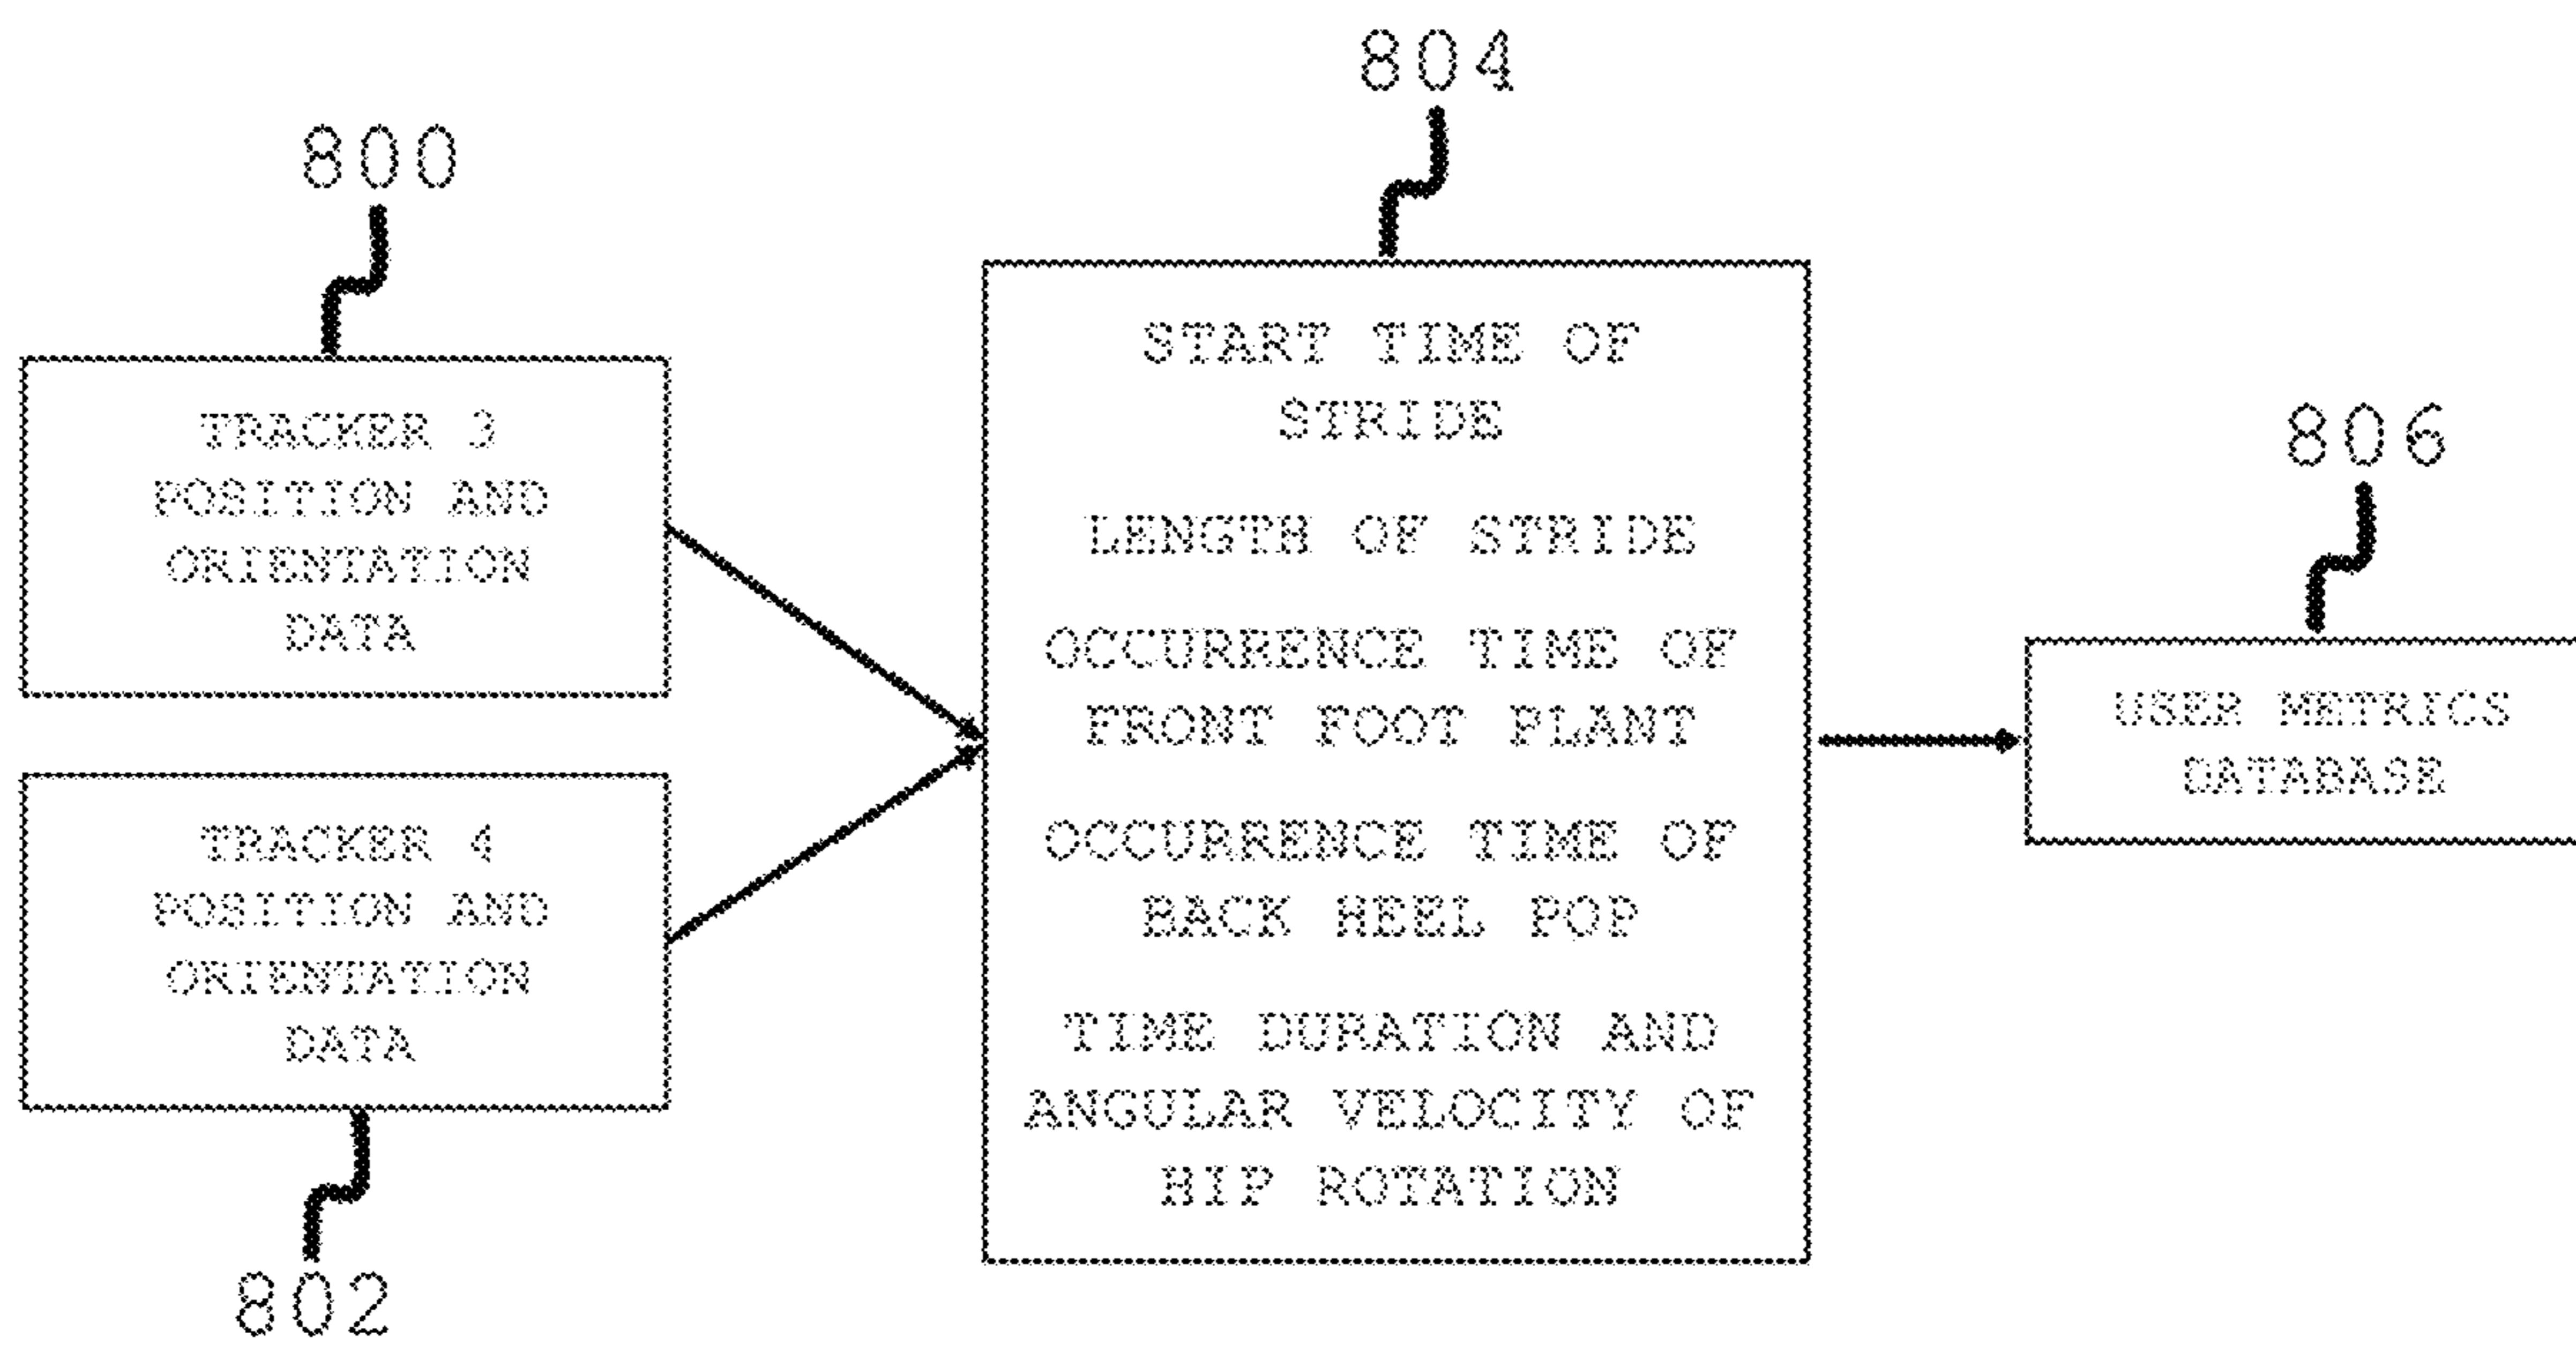 800
TRACKER 3
POSITION AND
ORIENTATION
DATA
TRACKER 4
POSITION AND
ORIENTATION
DATA
802
804
START TIME OF
STRIDE
LENGTH OF STRIDE
OCCURRENCE TIME OF
FRONT FOOT PLANT
OCCURRENCE TIME OF
BACK HEEL POP
TIME DURATION AND
ANGULAR VELOCITY OF
HIP ROTATION
806
USER METRICS
DATABASE